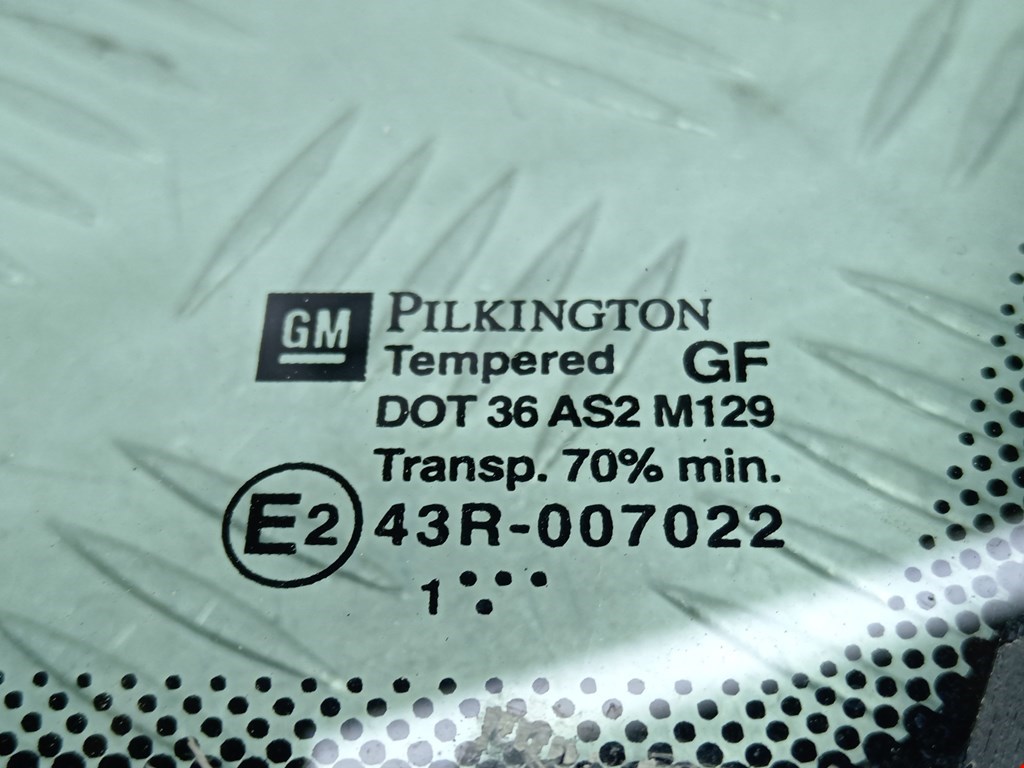 GM PILKINGTON
Tempered GF
DOT 36 AS2 M129
Transp. 70% min.
E2 43R-007022
1